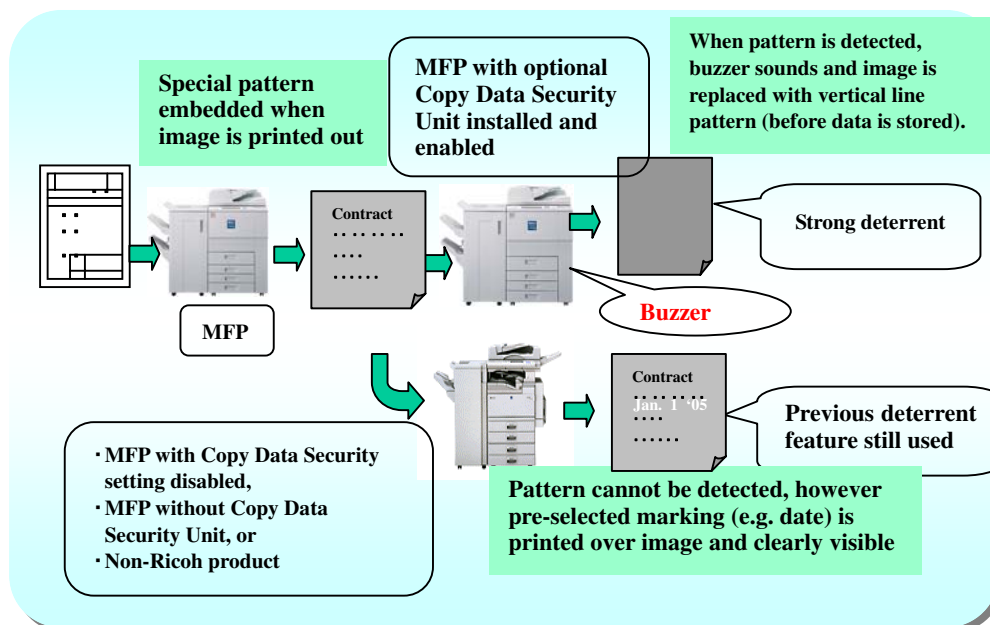 Special pattern
embedded when
image is printed out
MFP with optional
Copy Data Security
Unit installed and
enabled
When pattern is detected,
buzzer sounds and image is
replaced with vertical line
pattern (before data is stored).
Contract
Strong deterrent
MFP
Buzzer
Contract
Jan. 1 '05
Previous deterrent
feature still used
・MFP with Copy Data Security
setting disabled,
・MFP without Copy Data
Security Unit, or
・Non-Ricoh product
Pattern cannot be detected, however
pre-selected marking (e.g. date) is
printed over image and clearly visible